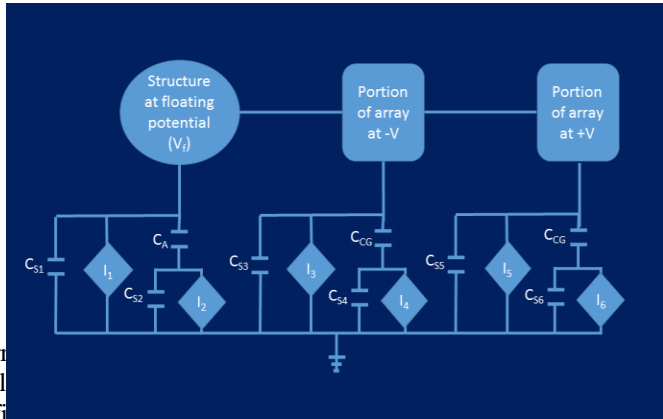 Structure
at floating
potential
(Vf)
Portion
of array
at -V
Portion
of array
at +V
CS1
I1
CA
CS2
I2
CS3
I3
CCG
CS4
I4
CS5
I5
CCG
CS6
I6